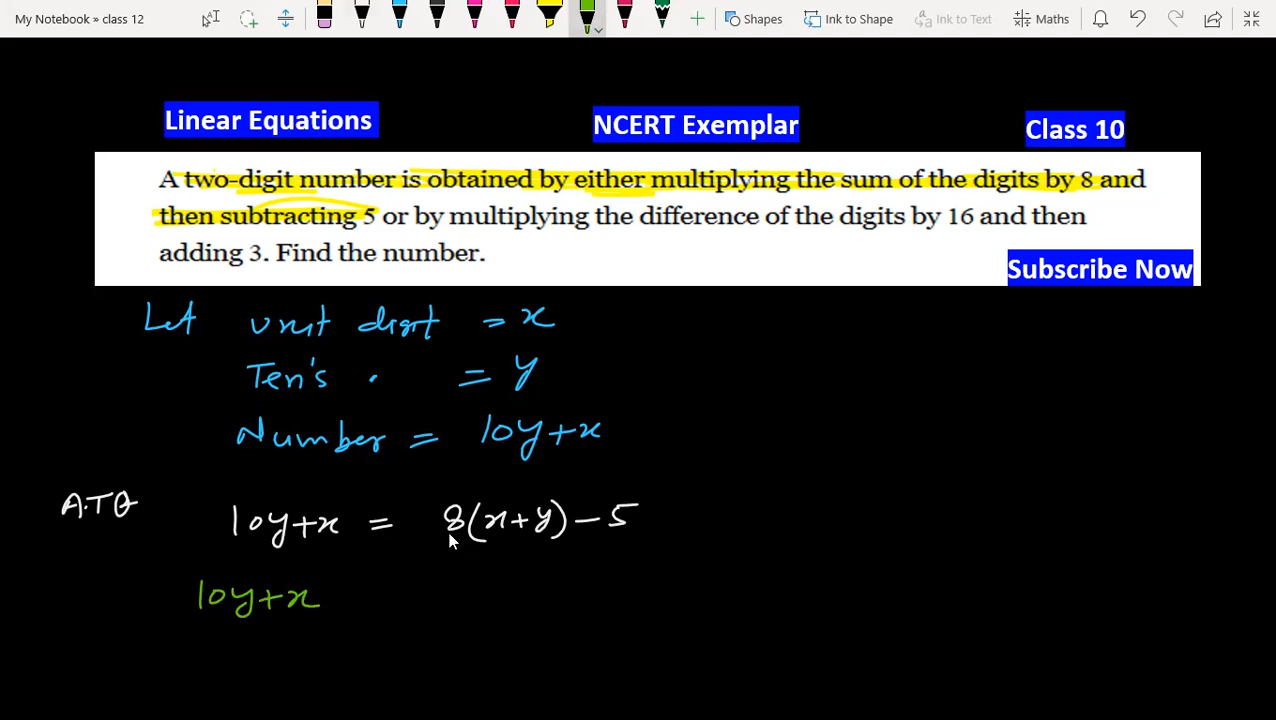 My Notebook » class 12
Shapes
Ink to Shape
Ink to Text
Maths
Linear Equations
NCERT Exemplar
Class 10
A two-digit number is obtained by either multiplying the sum of the digits by 8 and
then subtracting 5 or by multiplying the difference of the digits by 16 and then
adding 3. Find the number.
Subscribe Now
Let unit digit = x
Ten's . = y
Number = 10y+x
A.T.Q 10y+x = 8(x+y)-5
10y+x